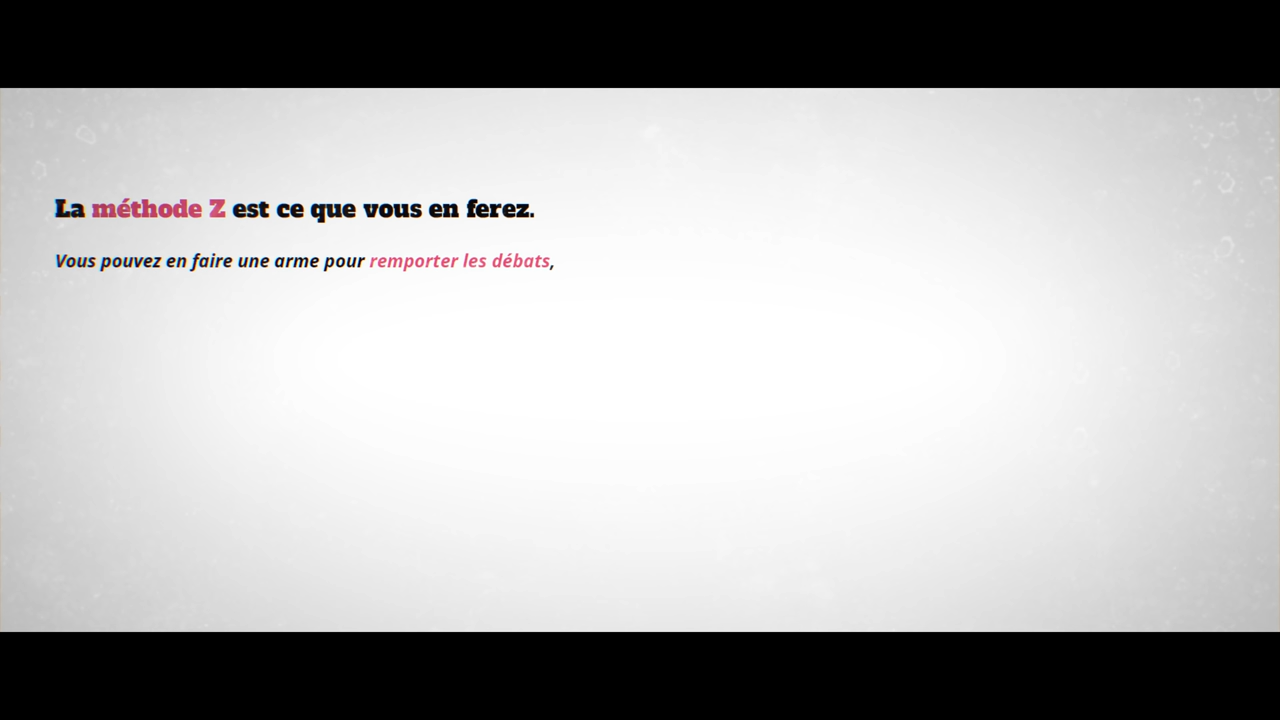 La méthode Z est ce que vous en ferez.
Vous pouvez en faire une arme pour remporter les débats,